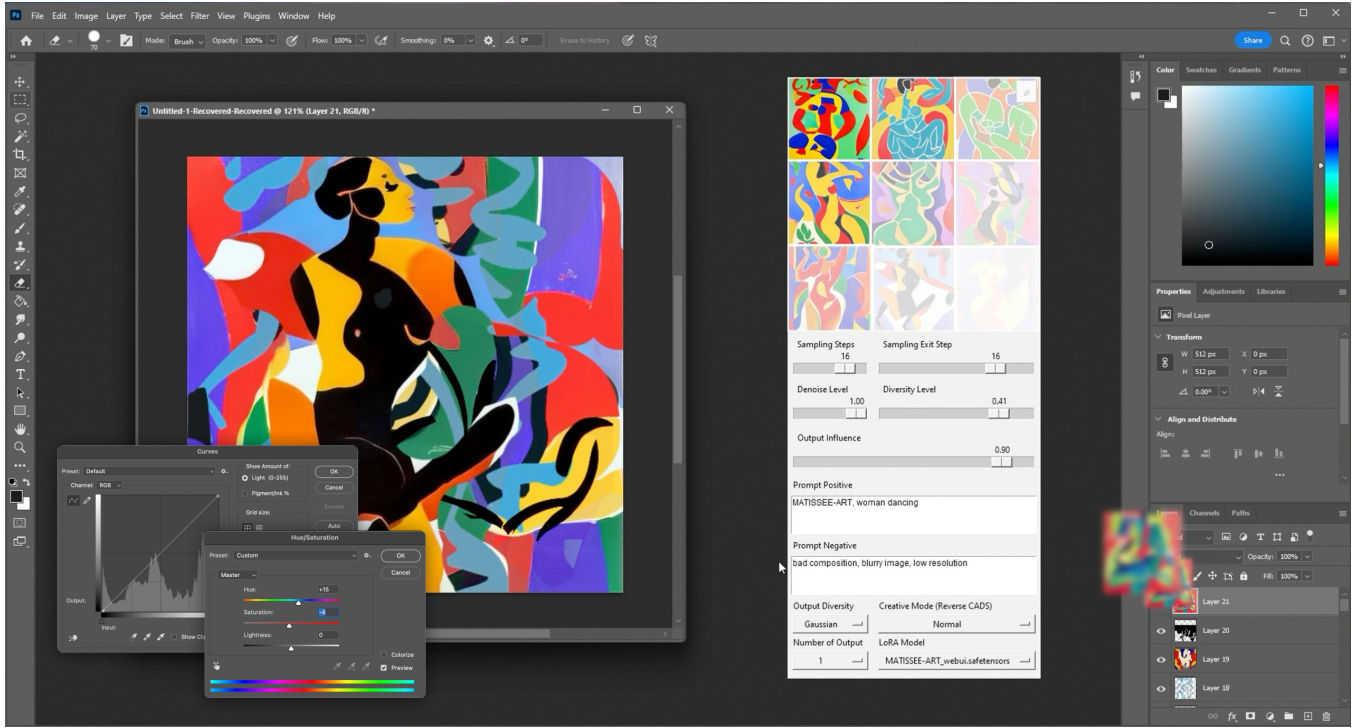 Ps File Edit Image Layer Type Select Filter View Plugins Window Help
70 Mode: Brush Opacity: 100% Flow: 100% Smoothing: 0% 0° Erase to History Share
Untitled-1-Recovered-Recovered @ 121% (Layer 21, RGB/8) *
Curves
Preset: Default
Channel: RGB
Output:
Input:
Show Amount of:
Light (0-255)
Pigment/Ink %
Grid size:
OK
Cancel
Smooth
Auto
Show Cli
Hue/Saturation
Preset: Custom
OK
Cancel
Master
Hue: +15
Saturation:
Lightness: 0
Colorize
Preview
Sampling Steps
16
Sampling Exit Step
16
Denoise Level
1.00
Diversity Level
0.41
Output Influence
0.90
Prompt Positive
MATISSEE-ART, woman dancing
Prompt Negative
bad composition, blurry image, low resolution
Output Diversity
Gaussian
Creative Mode (Reverse CADS)
Normal
Number of Output
1
LoRA Model
MATISSEE-ART_webui.safetensors
Color Swatches Gradients Patterns
Properties Adjustments Libraries
Pixel Layer
Transform
W 512 px X 0 px
H 512 px Y 0 px
0.00°
Align and Distribute
Align:
Layers Channels Paths
Opacity: 100%
Fill: 100%
Layer 21
Layer 20
Layer 19
Layer 18
fx